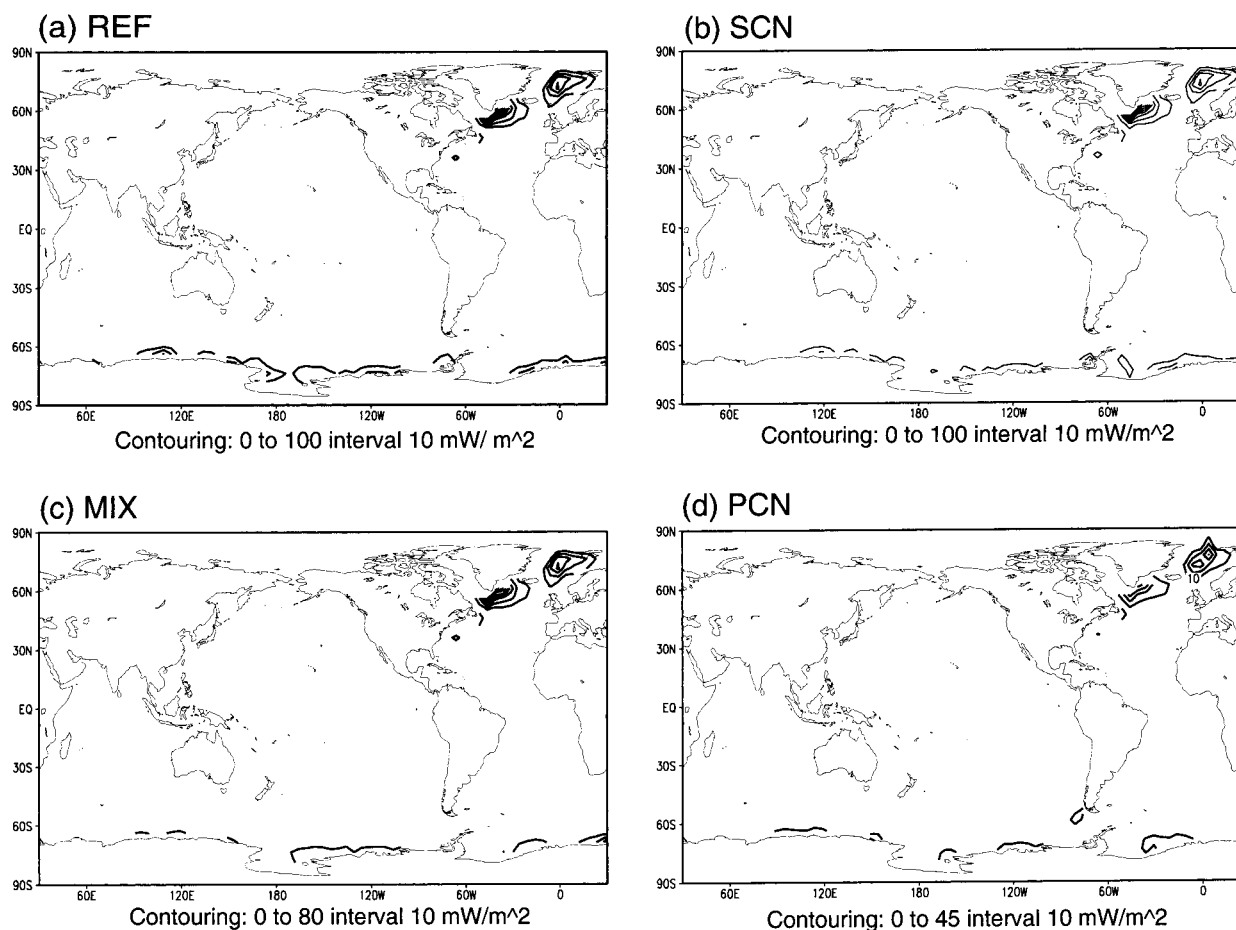 (a) REF
90N
60N
30N
EQ
30S
60S
90S
60E 120E 180 120W 60W 0
Contouring: 0 to 100 interval 10 mW/ m^2
(b) SCN
90N
60N
30N
EQ
30S
60S
90S
60E 120E 180 120W 60W 0
Contouring: 0 to 100 interval 10 mW/m^2
(c) MIX
90N
60N
30N
EQ
30S
60S
90S
60E 120E 180 120W 60W 0
Contouring: 0 to 80 interval 10 mW/m^2
(d) PCN
90N
60N
30N
EQ
30S
60S
90S
10
60E 120E 180 120W 60W 0
Contouring: 0 to 45 interval 10 mW/m^2